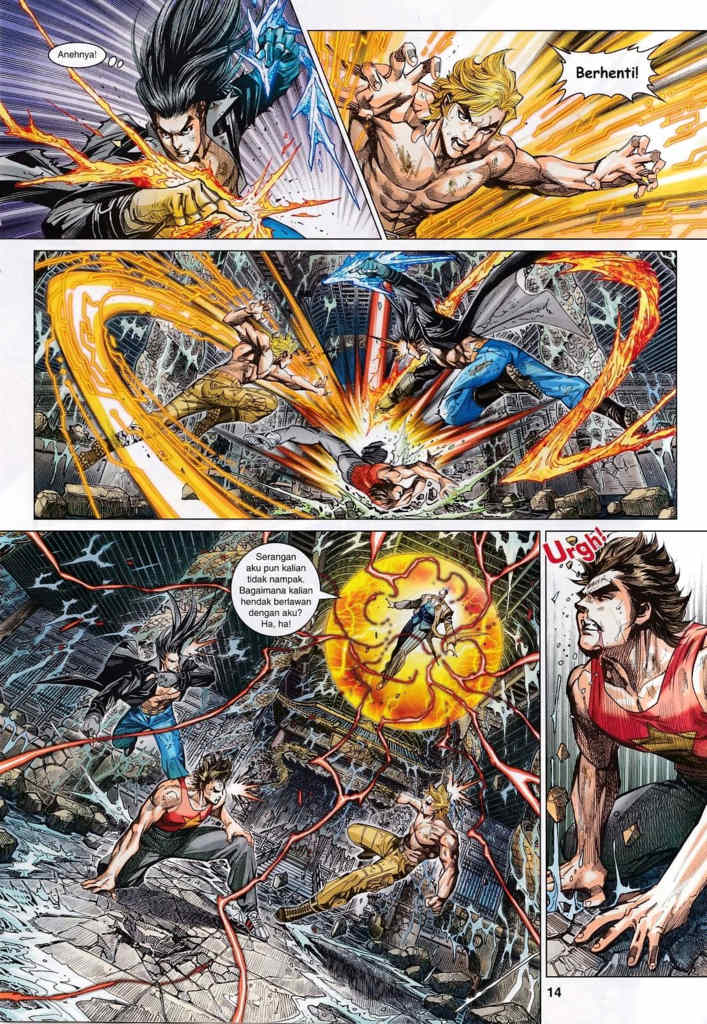 Anehnya!
Berhenti!
Serangan
aku pun kalian
tidak nampak.
Bagaimana kalian
hendak berlawan
dengan aku?
Ha, ha!
Urgh!
14